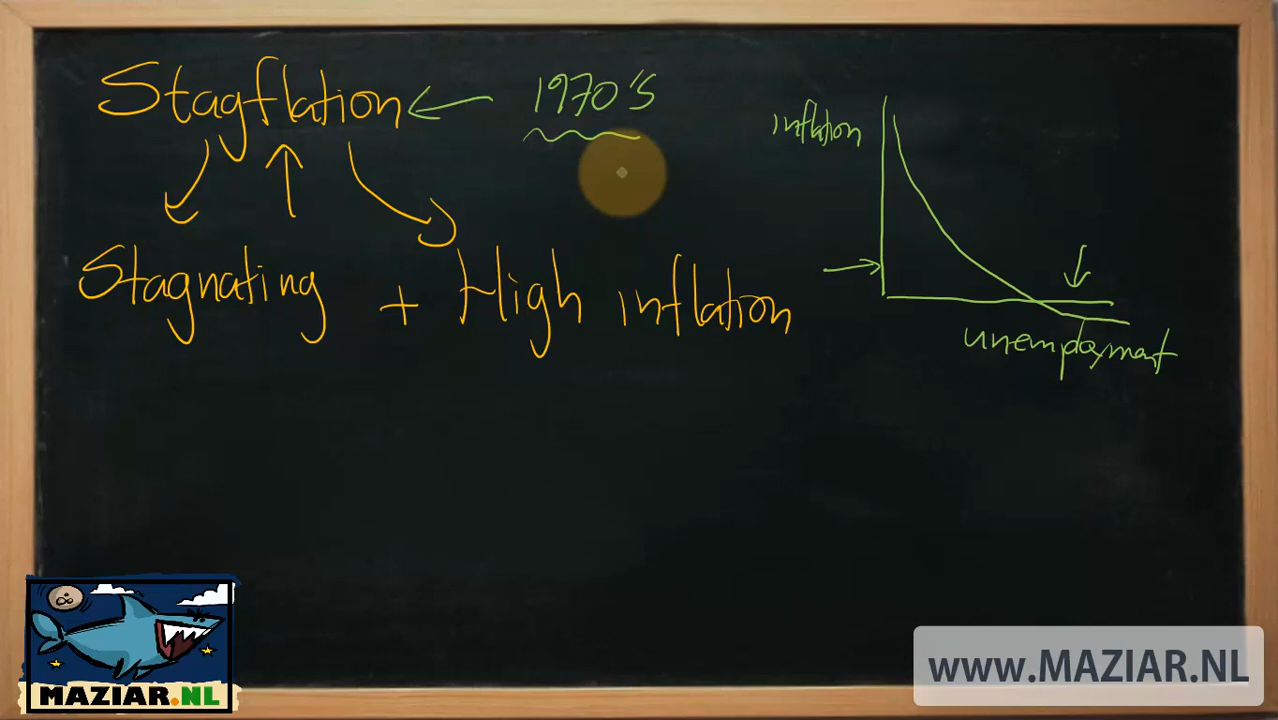 Stagflation
1970's
Stagnating + High inflation
inflation
unemployment
MAZIAR.NL
www.MAZIAR.NL